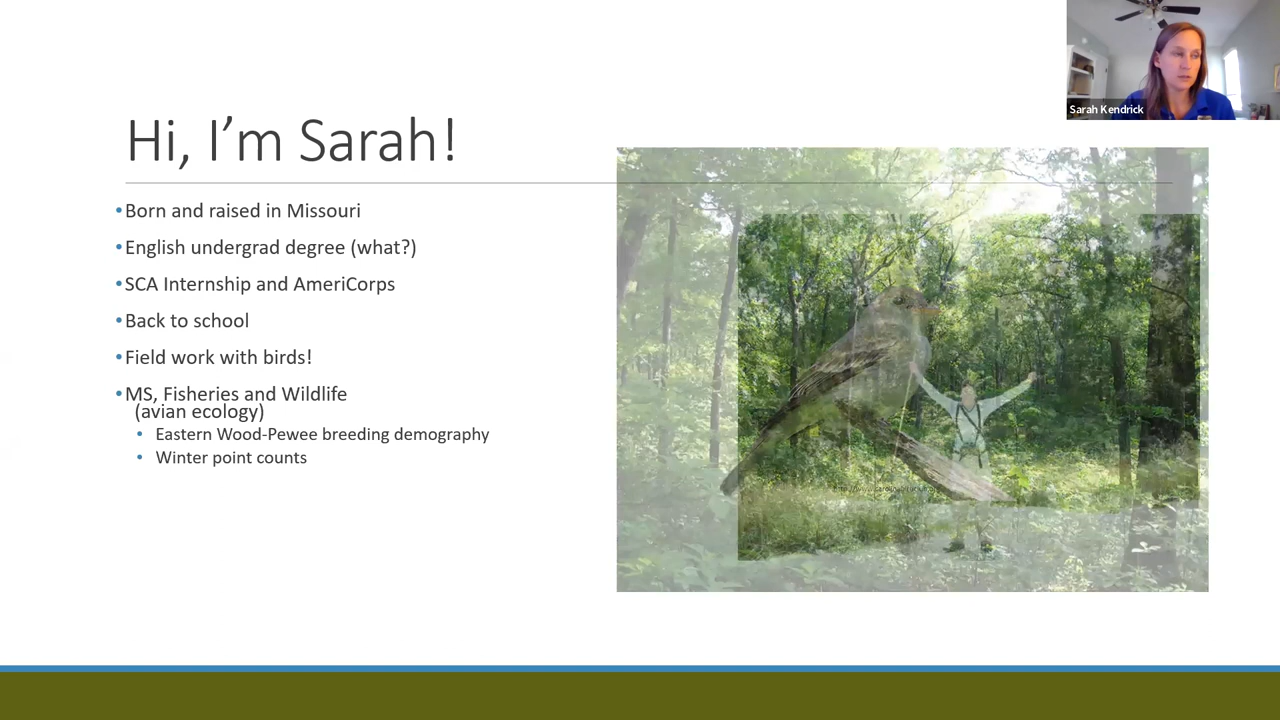 Sarah Kendrick
Hi, I’m Sarah!
•Born and raised in Missouri
•English undergrad degree (what?)
•SCA Internship and AmeriCorps
•Back to school
•Field work with birds!
•MS, Fisheries and Wildlife
(avian ecology)
• Eastern Wood-Pewee breeding demography
• Winter point counts